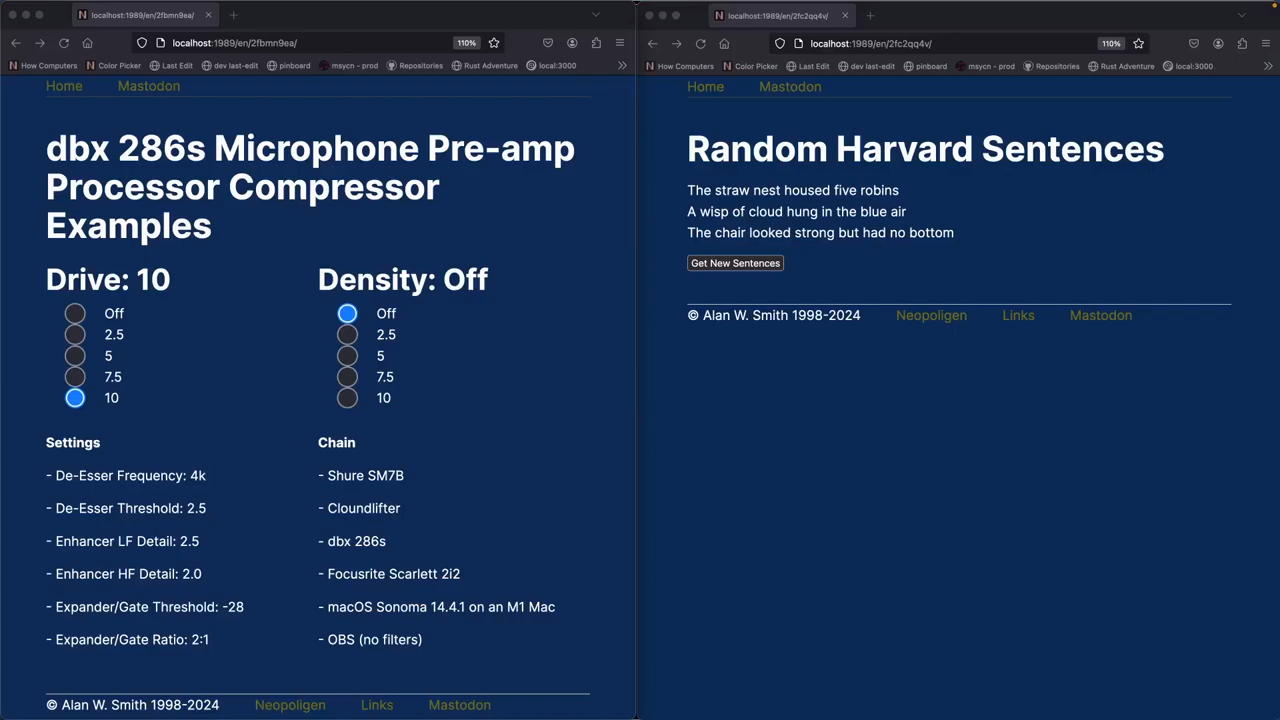 localhost:1989/en/2fbmn9ea/
localhost:1989/en/2fbmn9ea/
110%
How Computers
Color Picker
Last Edit
dev last-edit
pinboard
msycn - prod
Repositories
Rust Adventure
local:3000
Home
Mastodon
dbx 286s Microphone Pre-amp
Processor Compressor
Examples
Drive: 10
Off
2.5
5
7.5
10
Density: Off
Off
2.5
5
7.5
10
Settings
- De-Esser Frequency: 4k
- De-Esser Threshold: 2.5
- Enhancer LF Detail: 2.5
- Enhancer HF Detail: 2.0
- Expander/Gate Threshold: -28
- Expander/Gate Ratio: 2:1
Chain
- Shure SM7B
- Cloundlifter
- dbx 286s
- Focusrite Scarlett 2i2
- macOS Sonoma 14.4.1 on an M1 Mac
- OBS (no filters)
© Alan W. Smith 1998-2024
Neopoligen
Links
Mastodon
localhost:1989/en/2fc2qq4v/
localhost:1989/en/2fc2qq4v/
110%
How Computers
Color Picker
Last Edit
dev last-edit
pinboard
msycn - prod
Repositories
Rust Adventure
local:3000
Home
Mastodon
Random Harvard Sentences
The straw nest housed five robins
A wisp of cloud hung in the blue air
The chair looked strong but had no bottom
Get New Sentences
© Alan W. Smith 1998-2024
Neopoligen
Links
Mastodon